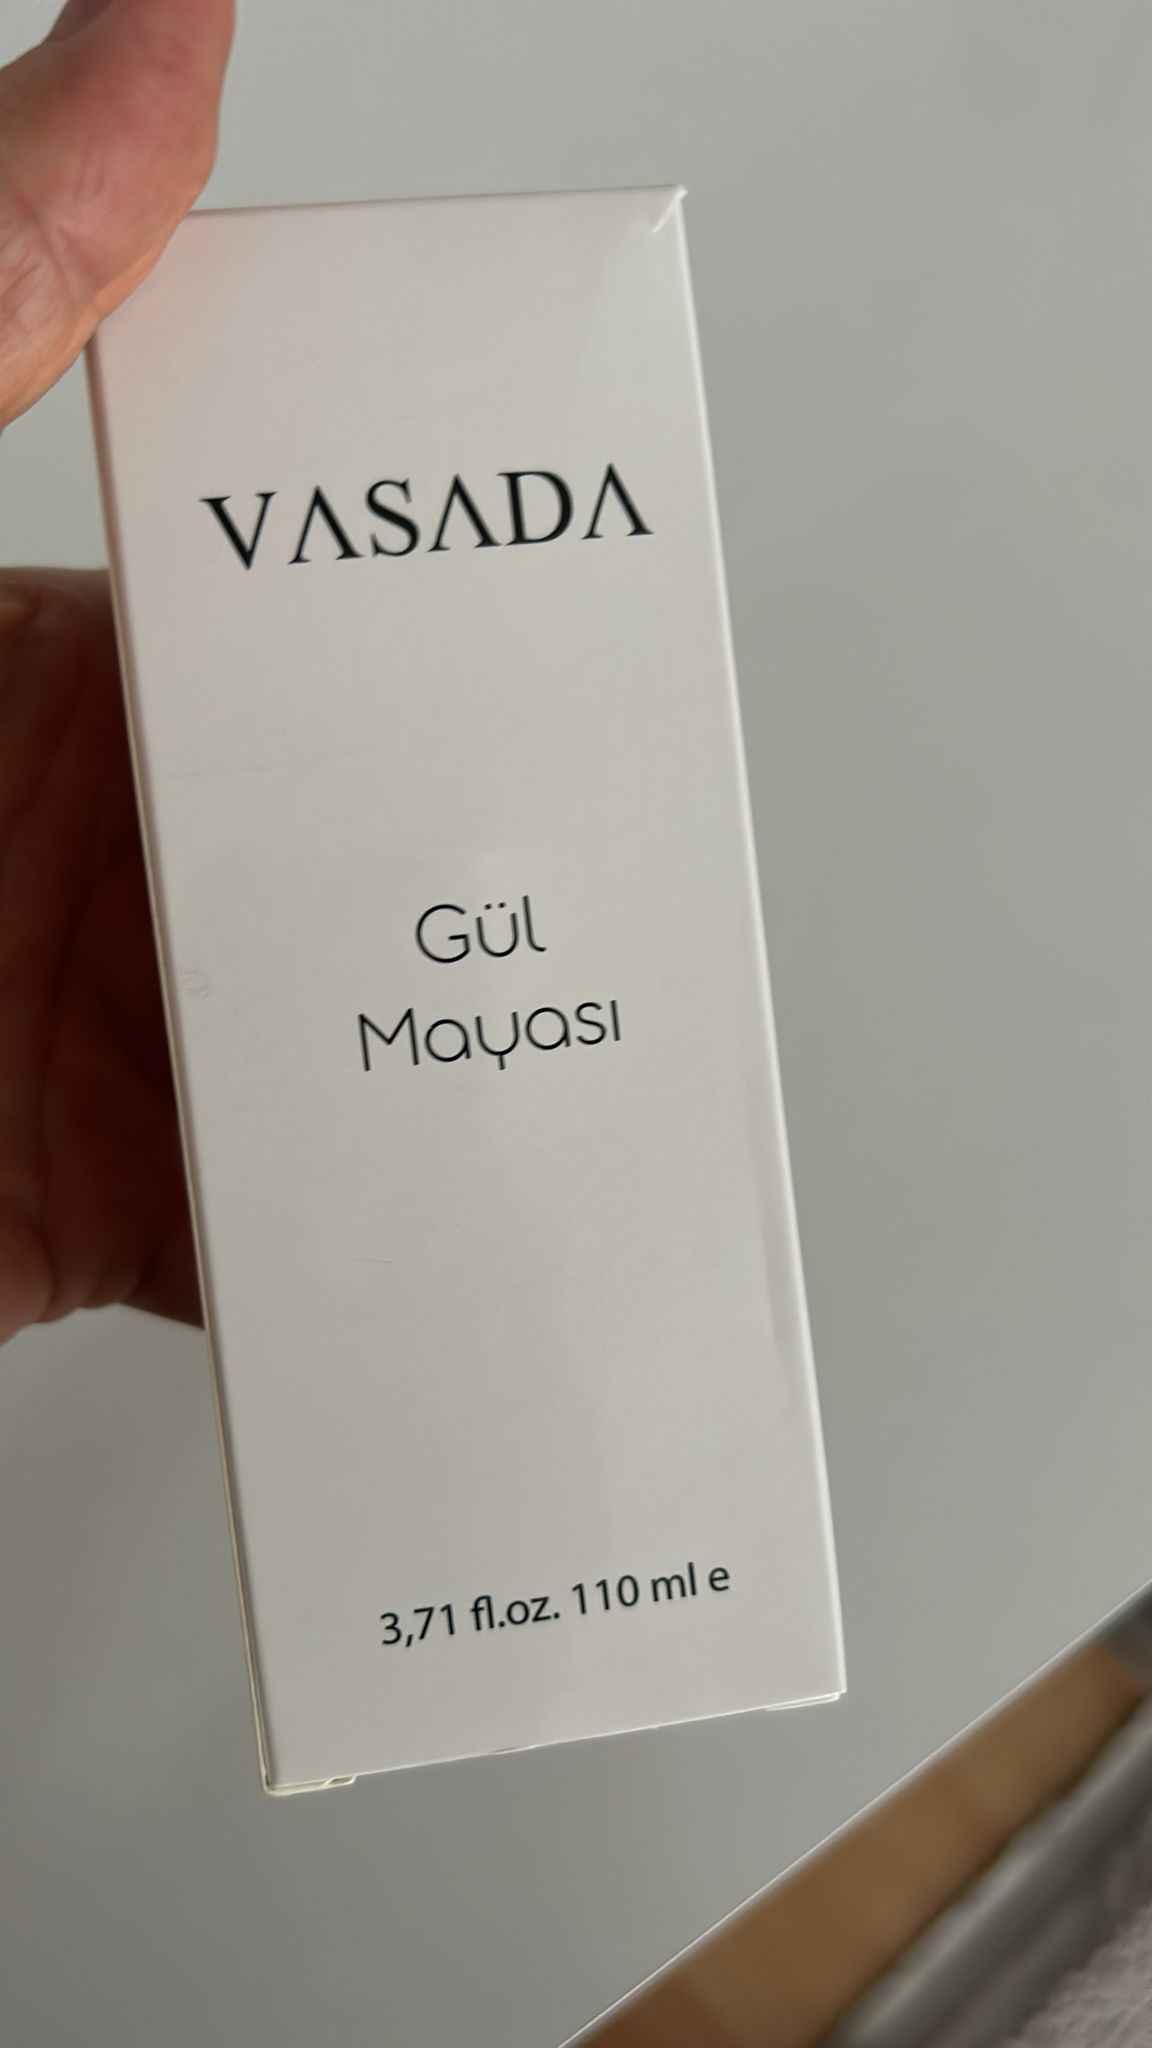 VASADA
Gül
Mayası
3,71 fl.oz. 110 ml e